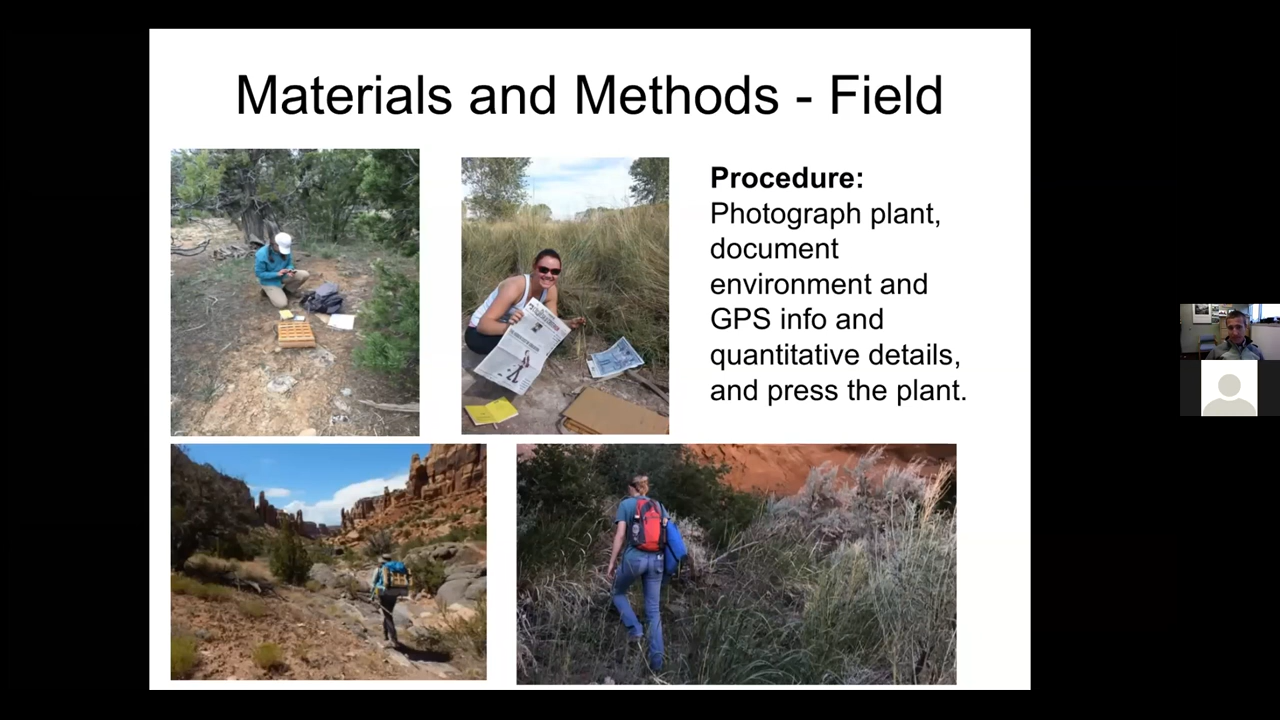 Materials and Methods - Field
Procedure:
Photograph plant,
document
environment and
GPS info and
quantitative details,
and press the plant.